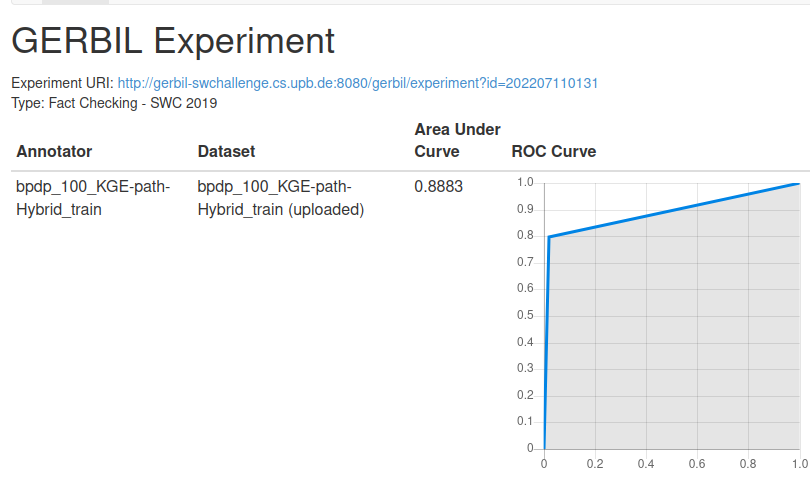 GERBIL Experiment
Experiment URI: http://gerbil-swchallenge.cs.upb.de:8080/gerbil/experiment?id=202207110131
Type: Fact Checking - SWC 2019
Annotator Dataset Area Under Curve ROC Curve
bpdp_100_KGE-path- bpdp_100_KGE-path- 0.8883
Hybrid_train Hybrid_train (uploaded)
1.0
0.9
0.8
0.7
0.6
0.5
0.4
0.3
0.2
0.1
0
0 0.2 0.4 0.6 0.8 1.0